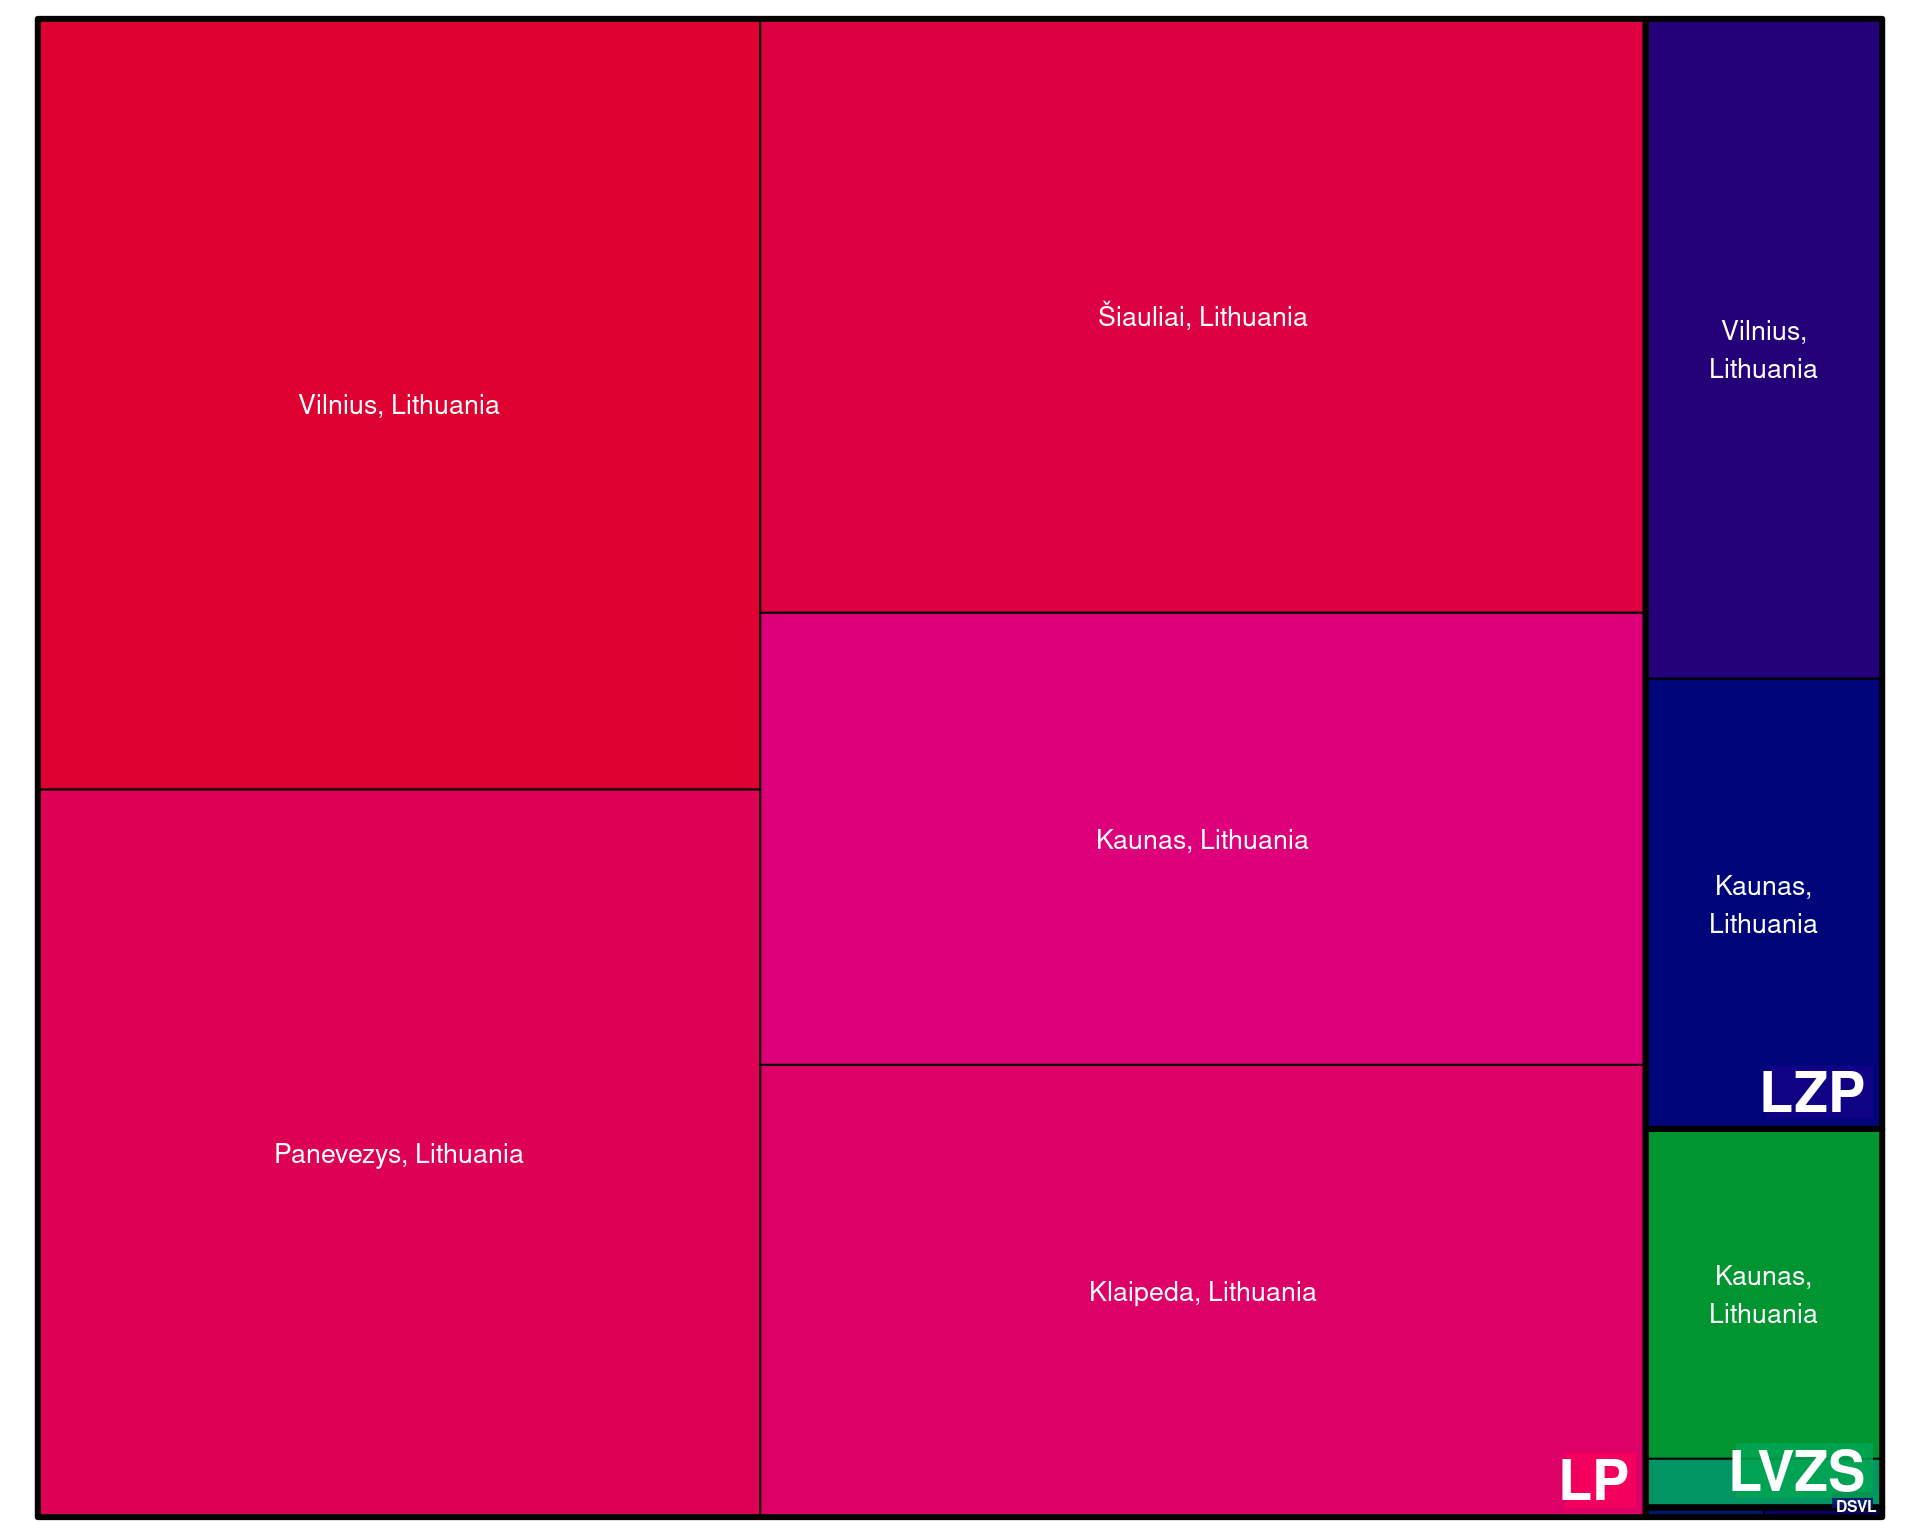 Vilnius, Lithuania
Panevezys, Lithuania
Šiauliai, Lithuania
Kaunas, Lithuania
Klaipeda, Lithuania
LP
Vilnius,
Lithuania
Kaunas,
Lithuania
LZP
Kaunas,
Lithuania
LVZS
DSVL